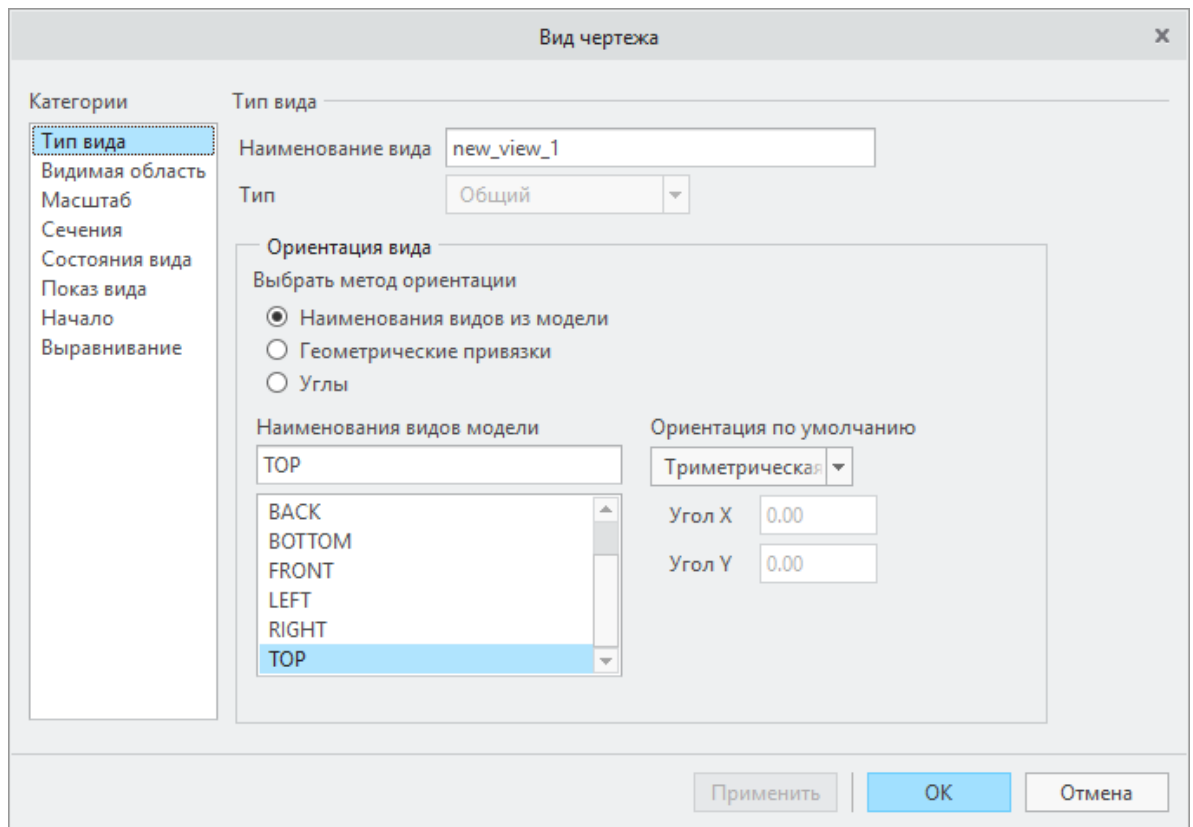 Вид чертежа
Категории
Тип вида
Видимая область
Масштаб
Сечения
Состояния вида
Показ вида
Начало
Выравнивание
Тип вида
Наименование вида new_view_1
Тип Общий
Ориентация вида
Выбрать метод ориентации
Наименования видов из модели
Геометрические привязки
Углы
Наименования видов модели
TOP
BACK
BOTTOM
FRONT
LEFT
RIGHT
TOP
Ориентация по умолчанию
Триметрическая
Угол X 0.00
Угол Y 0.00
Применить OK Отмена